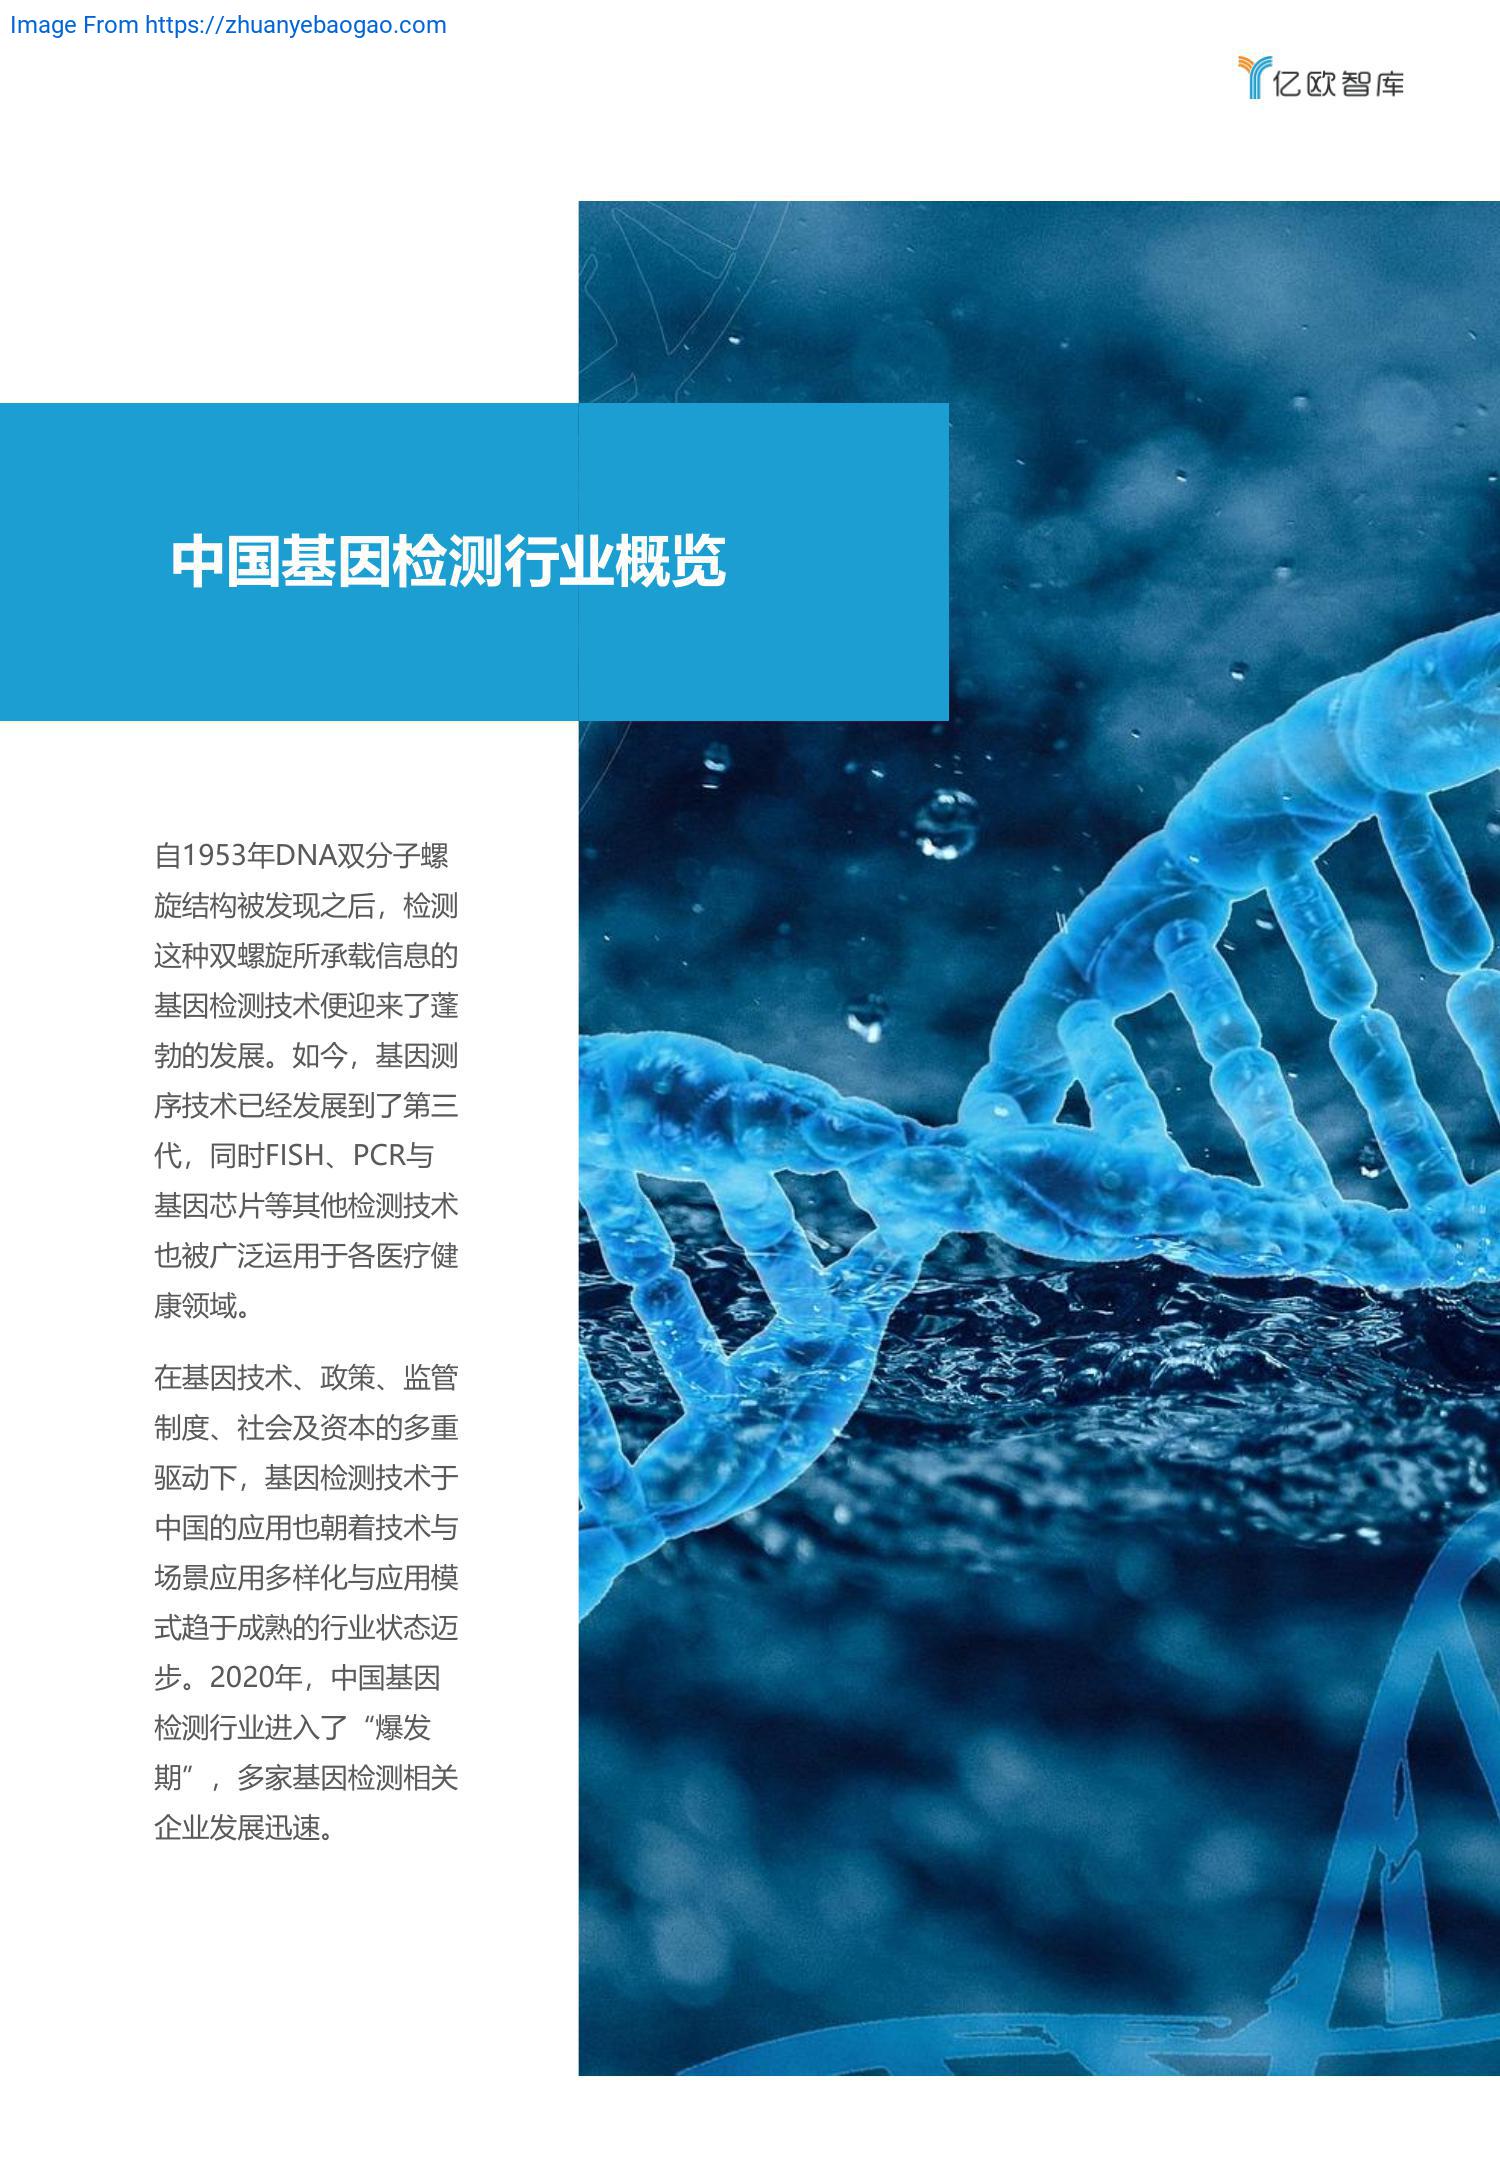 Image From https://zhuanyebaogao.com
亿欧智库
中国基因检测行业概览
自1953年DNA双分子螺
旋结构被发现之后，检测
这种双螺旋所承载信息的
基因检测技术便迎来了蓬
勃的发展。如今，基因测
序技术已经发展到了第三
代，同时FISH、PCR与
基因芯片等其他检测技术
也被广泛运用于各医疗健
康领域。
在基因技术、政策、监管
制度、社会及资本的多重
驱动下，基因检测技术于
中国的应用也朝着技术与
场景应用多样化与应用模
式趋于成熟的行业状态迈
步。2020年，中国基因
检测行业进入了“爆发
期”，多家基因检测相关
企业发展迅速。